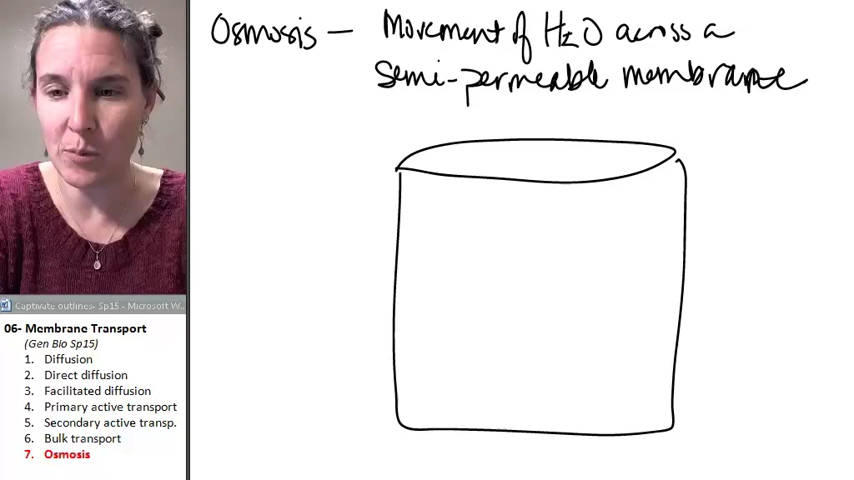 Osmosis — Movement of H2O across a
semi-permeable membrane
Captivate outlines- Sp15 - Microsoft W.
06- Membrane Transport
(Gen Bio Sp15)
1. Diffusion
2. Direct diffusion
3. Facilitated diffusion
4. Primary active transport
5. Secondary active transp.
6. Bulk transport
7. Osmosis